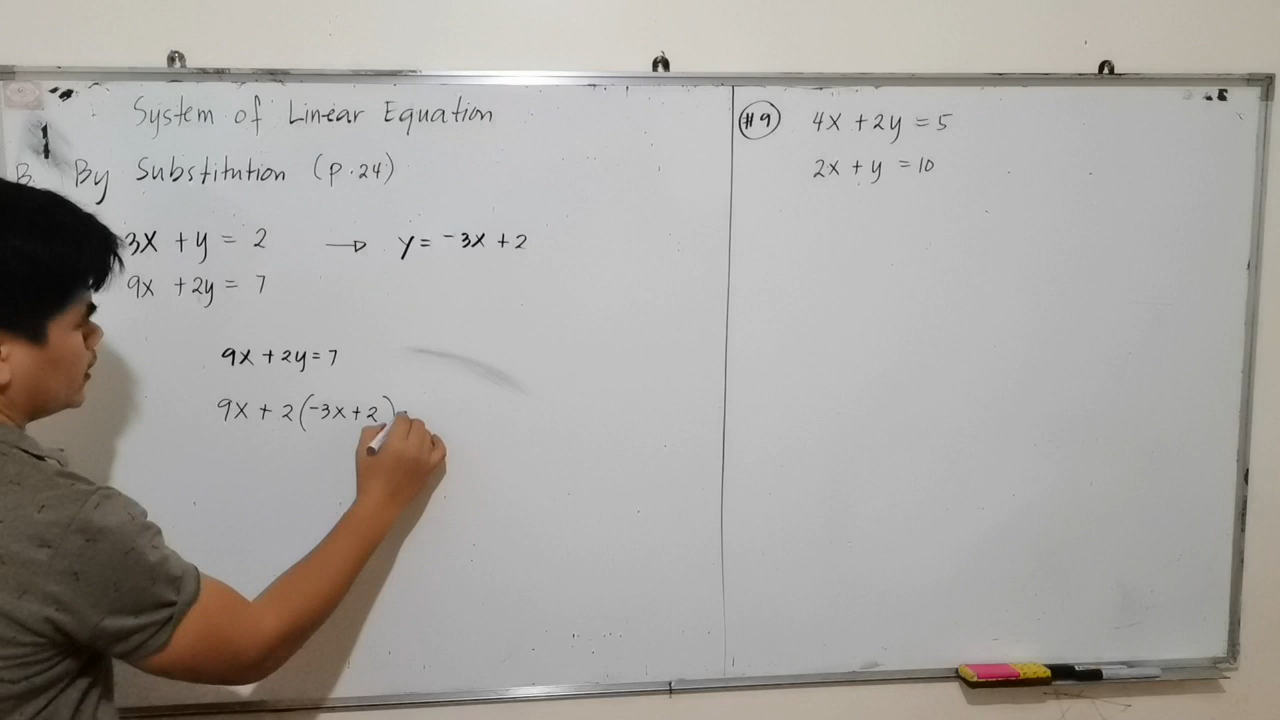 System of Linear Equation
B. By Substitution (p.24)
3x + y = 2 → y = -3x + 2
9x + 2y = 7
9x + 2y = 7
9x + 2(-3x+2)
#9 4x + 2y = 5
2x + y = 10